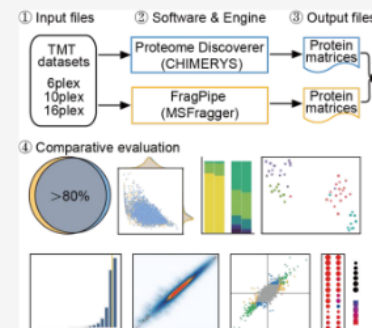 ① Input files
② Software & Engine
③ Output files
TMT
datasets
6plex
10plex
16plex
Proteome Discoverer
(CHIMERYS)
Protein
matrices
FragPipe
(MSFragger)
Protein
matrices
④ Comparative evaluation
>80%